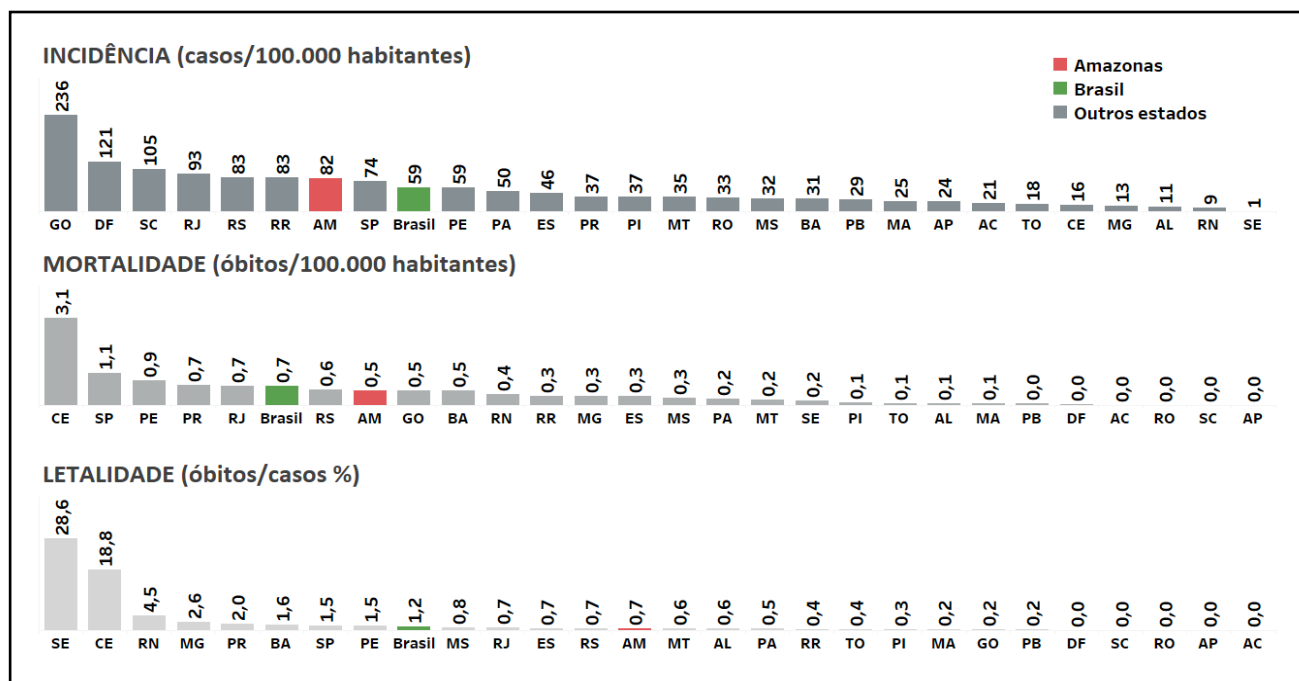 INCIDÊNCIA (casos/100.000 habitantes)
Amazonas
Brasil
Outros estados
236 121 105 93 83 83 82 74 59 59 50 46 37 37 35 33 32 31 29 25 24 21 18 16 13 11 9 1
GO DF SC RJ RS RR AM SP Brasil PE PA ES PR PI MT RO MS BA PB MA AP AC TO CE MG AL RN SE
MORTALIDADE (óbitos/100.000 habitantes)
3,1 1,1 0,9 0,7 0,7 0,7 0,6 0,5 0,5 0,5 0,4 0,3 0,3 0,3 0,3 0,2 0,2 0,2 0,1 0,1 0,1 0,1 0,0 0,0 0,0 0,0 0,0 0,0
CE SP PE PR RJ Brasil RS AM GO BA RN RR MG ES MS PA MT SE PI TO AL MA PB DF AC RO SC AP
LETALIDADE (óbitos/casos %)
28,6 18,8 4,5 2,6 2,0 1,6 1,5 1,5 1,2 0,8 0,7 0,7 0,7 0,7 0,6 0,6 0,5 0,4 0,4 0,3 0,2 0,2 0,2 0,0 0,0 0,0 0,0 0,0
SE CE RN MG PR BA SP PE Brasil MS RJ ES RS AM MT AL PA RR TO PI MA GO PB DF SC RO AP AC